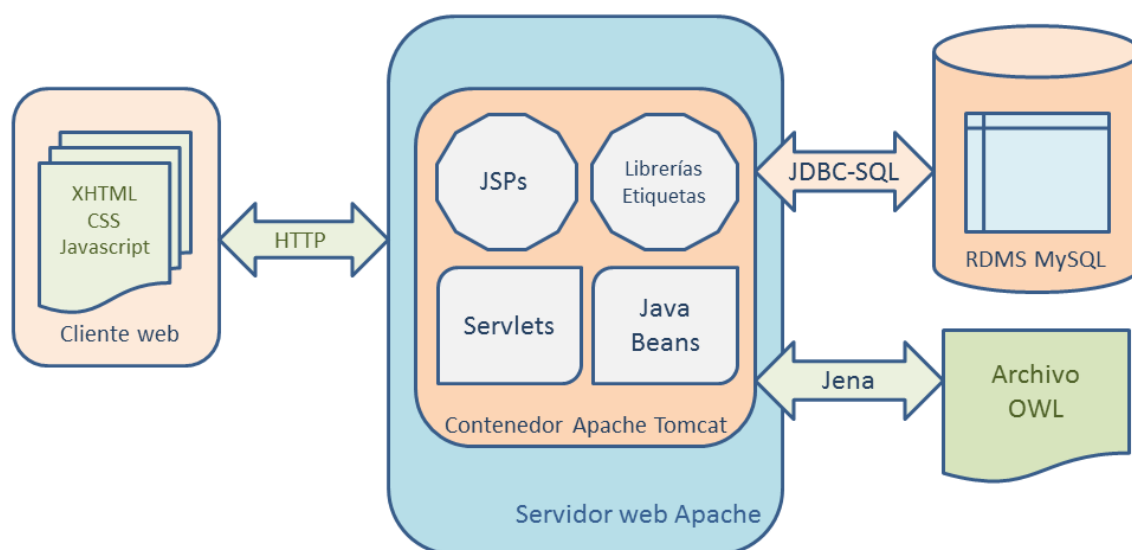 XHTML
CSS
Javascript
Cliente web
HTTP
JSPs
Librerías
Etiquetas
Servlets
Java
Beans
Contenedor Apache Tomcat
Servidor web Apache
JDBC-SQL
RDMS MySQL
Jena
Archivo
OWL